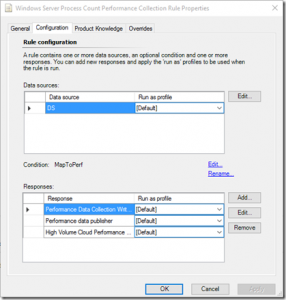 Windows Server Process Count Performance Collection Rule Properties
General Configuration Product Knowledge Overrides
Rule configuration
A rule contains one or more data sources, an optional condition and one or more
responses. You can add new responses and apply the 'run as' profiles to be used when
the rule is run.
Data sources:
Data source Run as profile
DS [Default]
Edit...
Condition: MapToPerf
Edit...
Rename...
Responses:
Response Run as profile
Performance Data Collection Writ... [Default]
Performance data publisher [Default]
High Volume Cloud Performance ... [Default]
Add...
Edit...
Remove
OK Cancel